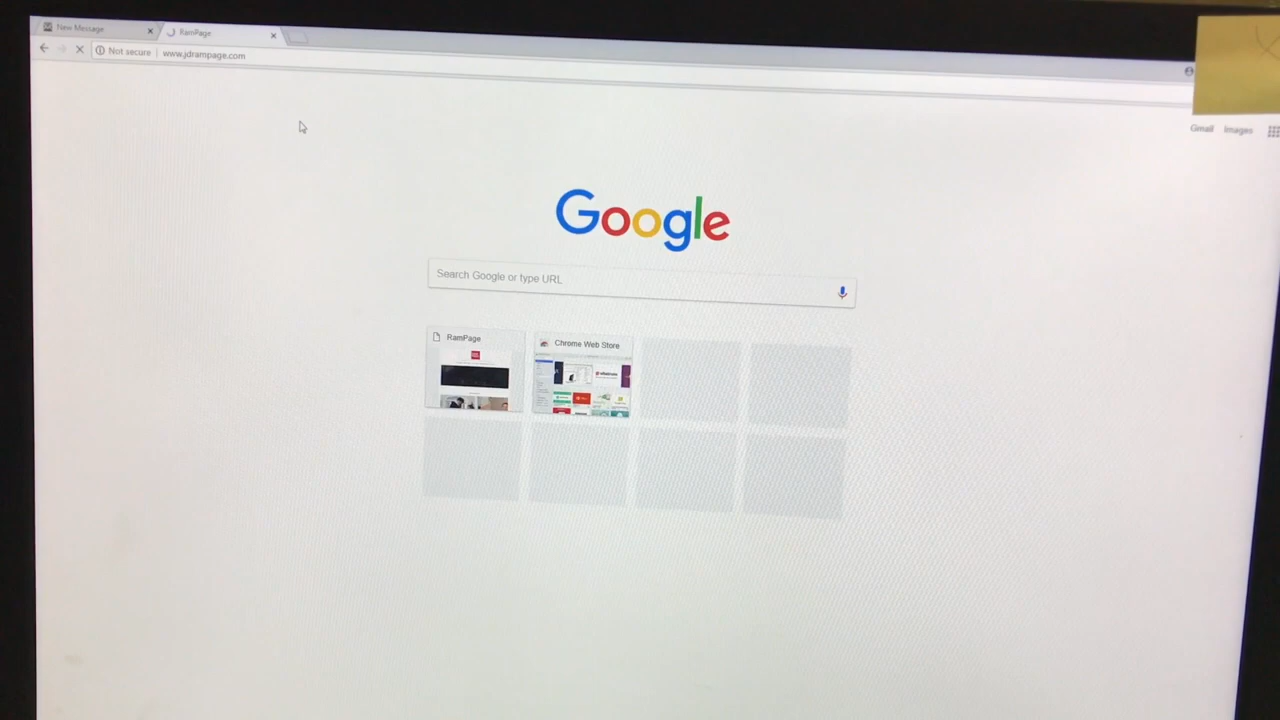 New Message
RamPage
Not secure | www.jdrampage.com
Gmail Images
Google
Search Google or type URL
RamPage
Chrome Web Store